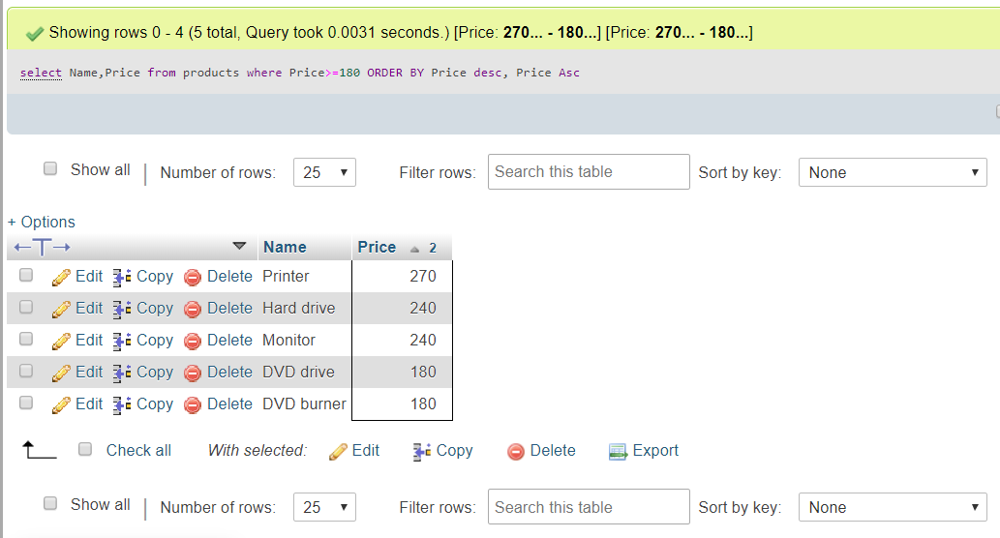 Showing rows 0 - 4 (5 total, Query took 0.0031 seconds.) [Price: 270... - 180...] [Price: 270... - 180...]
select Name,Price from products where Price>=180 ORDER BY Price desc, Price Asc
Show all Number of rows: 25 Filter rows: Search this table Sort by key: None
+ Options
Name Price 2
Edit Copy Delete Printer 270
Edit Copy Delete Hard drive 240
Edit Copy Delete Monitor 240
Edit Copy Delete DVD drive 180
Edit Copy Delete DVD burner 180
Check all With selected: Edit Copy Delete Export
Show all Number of rows: 25 Filter rows: Search this table Sort by key: None